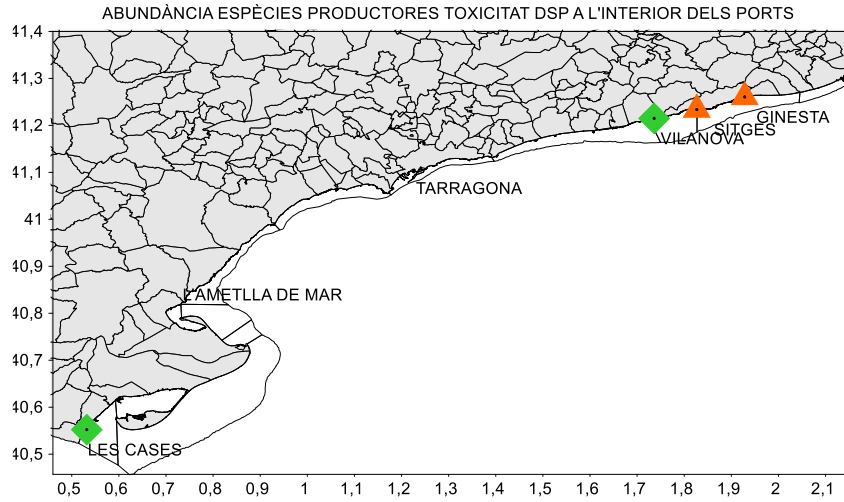 ABUNDÀNCIA ESPÈCIES PRODUCTORES TOXICITAT DSP A L'INTERIOR DELS PORTS
41,4
41,3
41,2
41,1
41
40,9
40,8
40,7
40,6
40,5
GINESTA
SITGES
VILANOVA
TARRAGONA
L'AMETLLA DE MAR
LES CASES
0,5 0,6 0,7 0,8 0,9 1 1,1 1,2 1,3 1,4 1,5 1,6 1,7 1,8 1,9 2 2,1